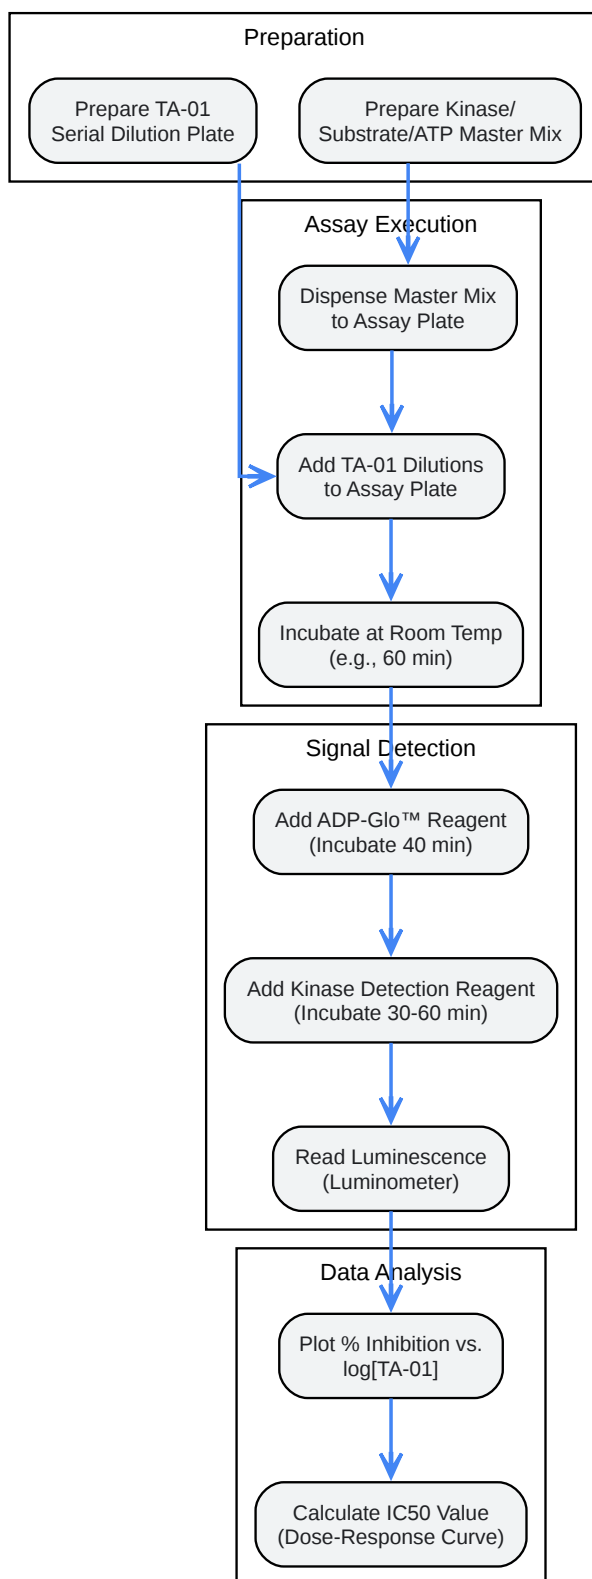 Preparation
Prepare TA-01
Serial Dilution Plate
Prepare Kinase/
Substrate/ATP Master Mix
Assay Execution
Dispense Master Mix
to Assay Plate
Add TA-01 Dilutions
to Assay Plate
Incubate at Room Temp
(e.g., 60 min)
Signal Detection
Add ADP-Glo™ Reagent
(Incubate 40 min)
Add Kinase Detection Reagent
(Incubate 30-60 min)
Read Luminescence
(Luminometer)
Data Analysis
Plot % Inhibition vs.
log[TA-01]
Calculate IC50 Value
(Dose-Response Curve)